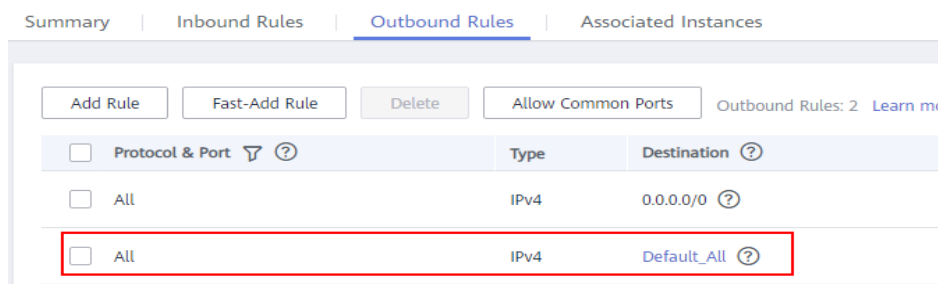 Summary Inbound Rules Outbound Rules Associated Instances
Add Rule Fast-Add Rule Delete Allow Common Ports Outbound Rules: 2 Learn
Protocol & Port Type Destination
All IPv4 0.0.0.0/0
All IPv4 Default_All